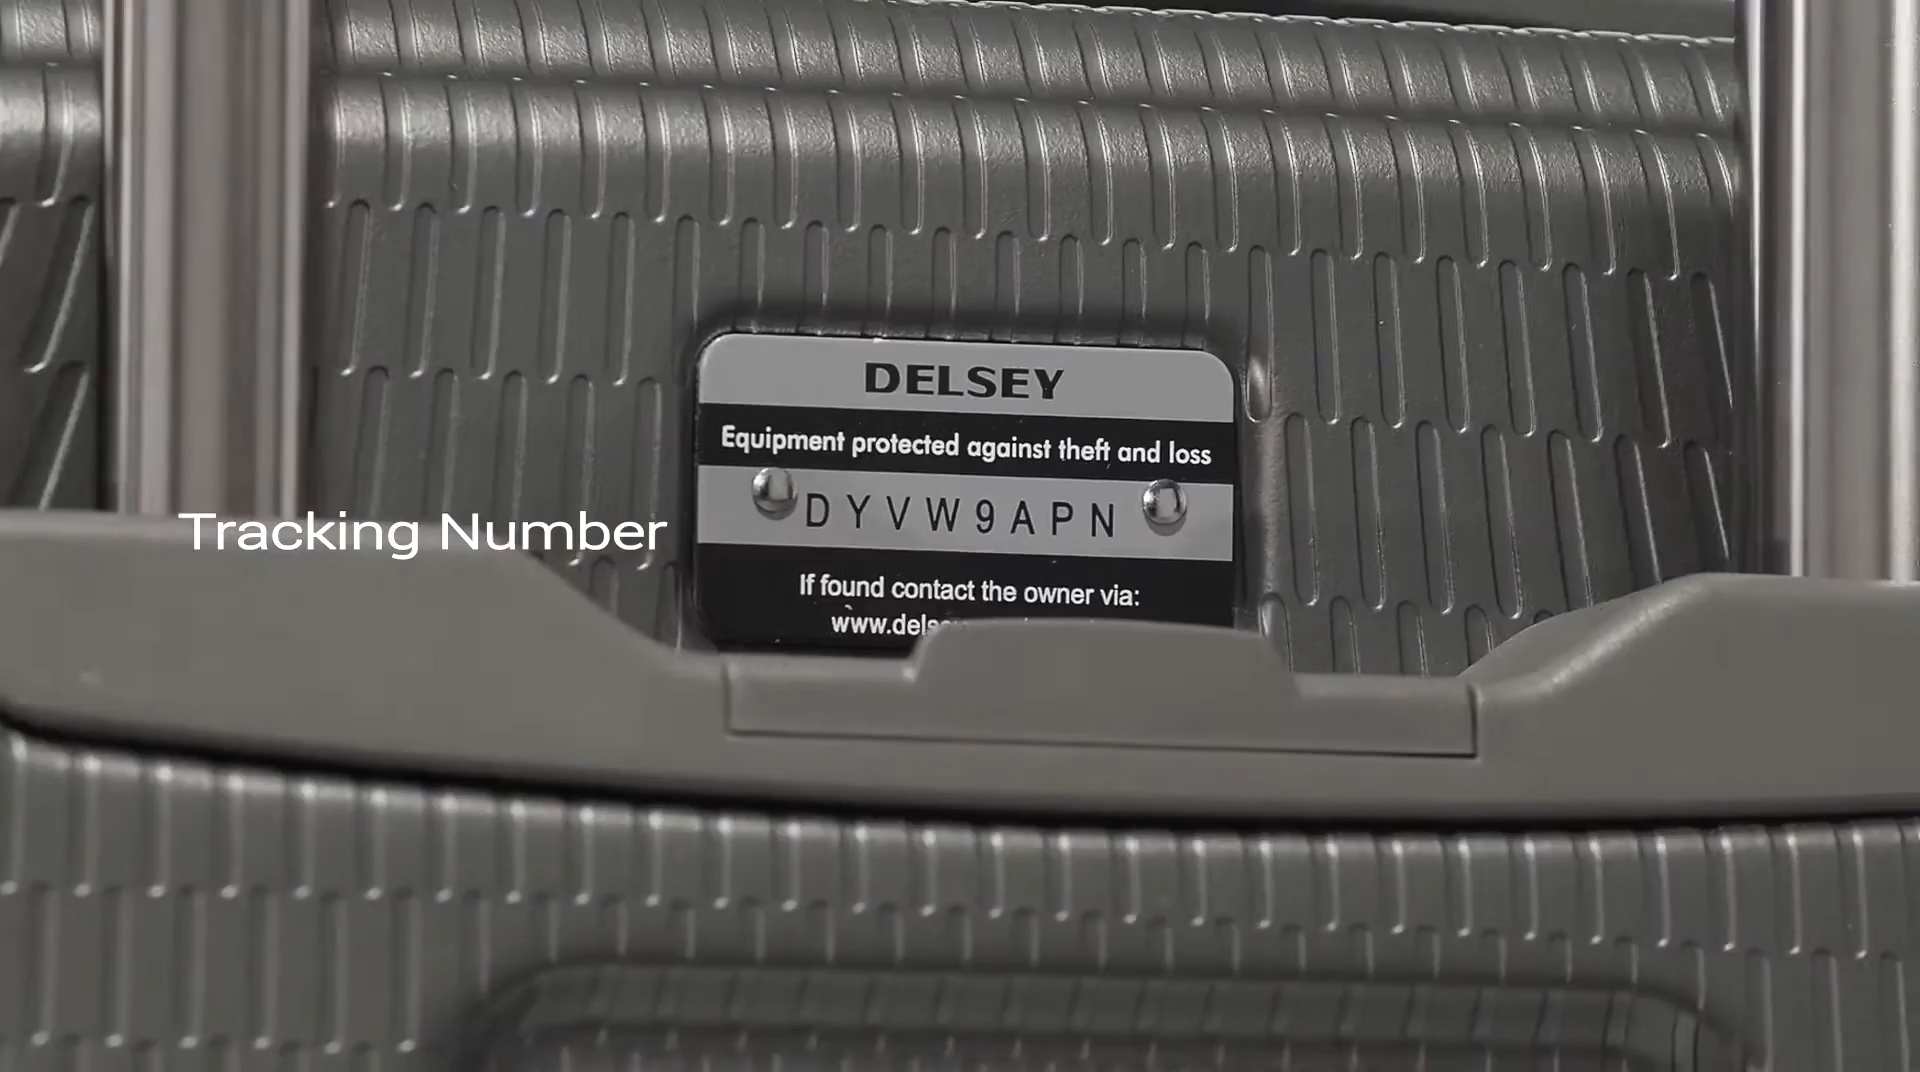 DELSEY
Equipment protected against theft and loss
DYVW9APN
Tracking Number
If found contact the owner via: